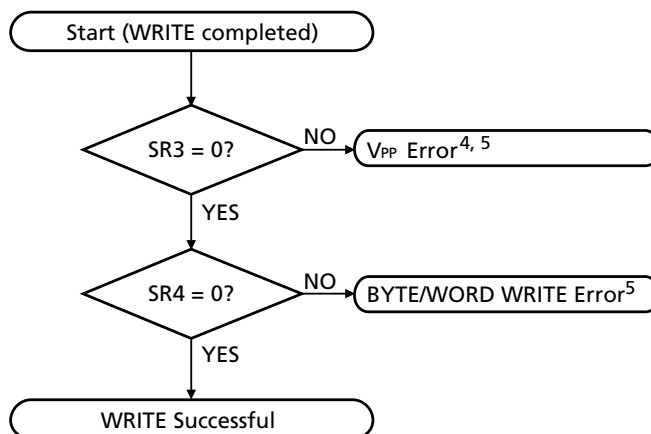 Start (WRITE completed)
SR3 = 0?
NO
VPP Error4, 5
YES
SR4 = 0?
NO
BYTE/WORD WRITE Error5
YES
WRITE Successful